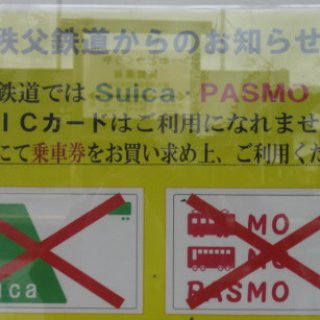 秩父鉄道からのお知らせ
鉄道では Suica・PASMO
ICカードはご利用になれませ
にて乗車券をお買い求め上、ご利用くだ
ica
MO
MO
PASMO